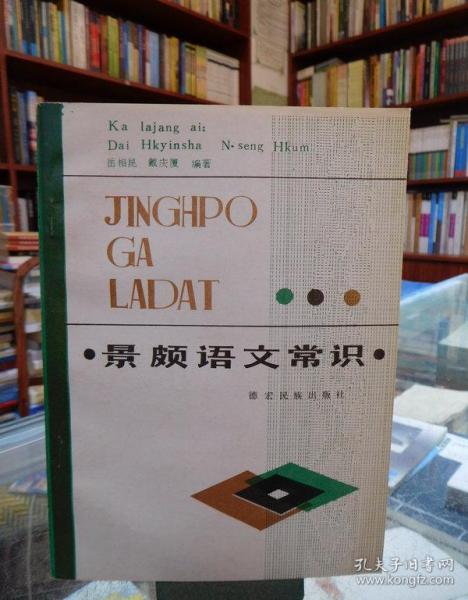 Ka lajang ai:
Dai Hkyinsha N·seng Hkum
岳相昆 戴庆厦 编著
JINGHPO
GA
LADAT
·景颇语文常识·
德宏民族出版社
孔夫子旧书网
www.kongfz.com